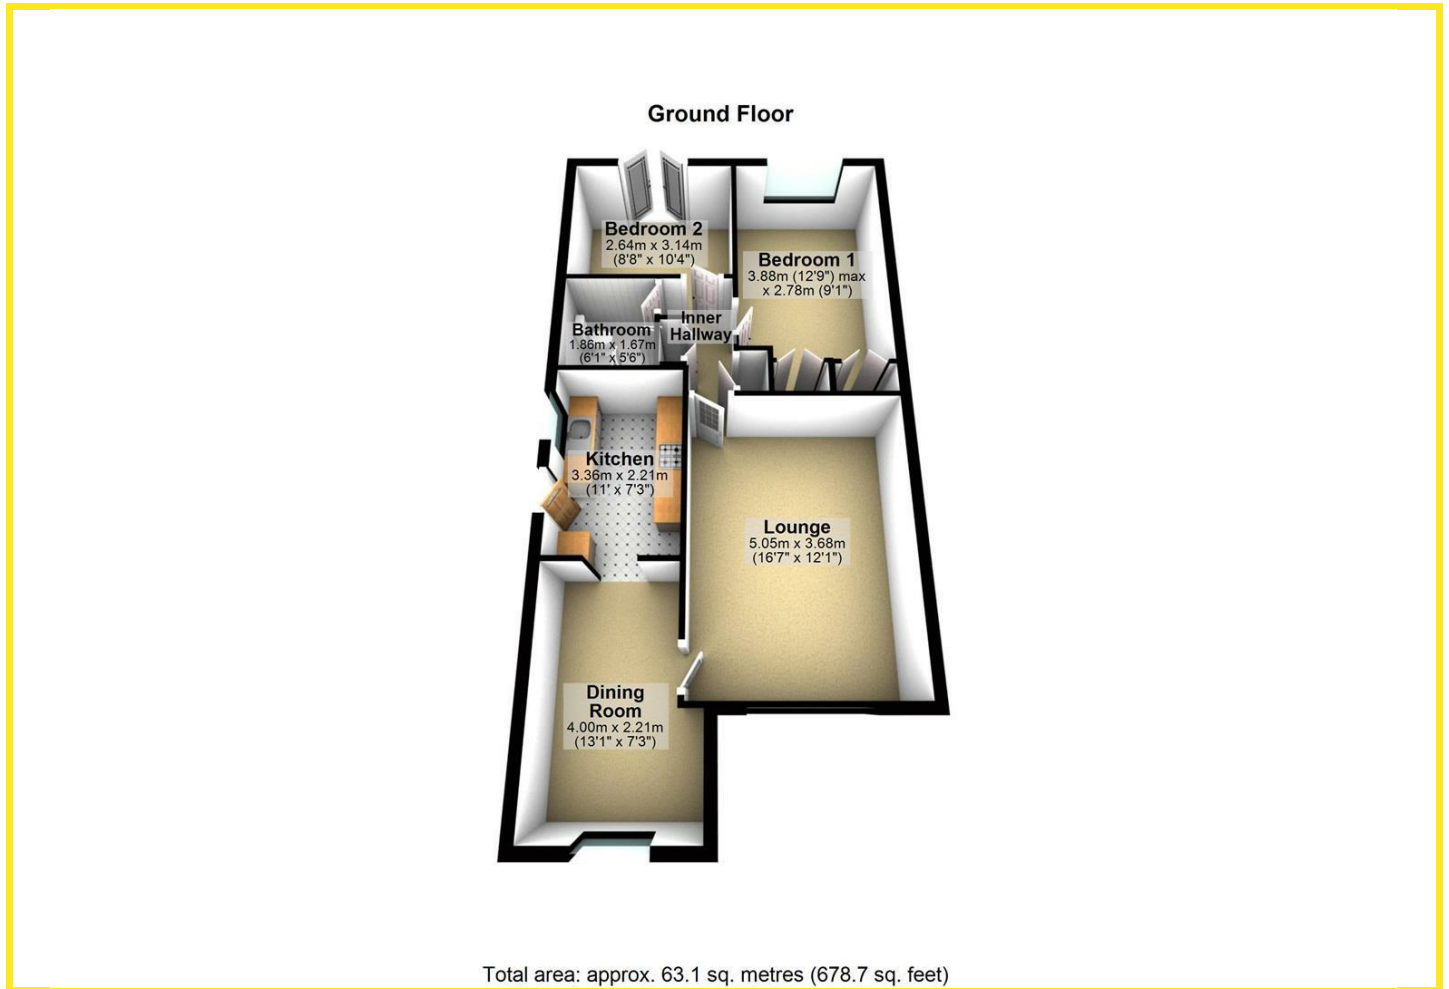 Ground Floor
Bedroom 2
2.64m x 3.14m
(8'8" x 10'4")
Bedroom 1
3.88m (12'9") max
x 2.78m (9'1")
Inner
Hallway
Bathroom
1.86m x 1.67m
(6'1" x 5'6")
Kitchen
3.36m x 2.21m
(11' x 7'3")
Lounge
5.05m x 3.68m
(16'7" x 12'1")
Dining
Room
4.00m x 2.21m
(13'1" x 7'3")
Total area: approx. 63.1 sq. metres (678.7 sq. feet)